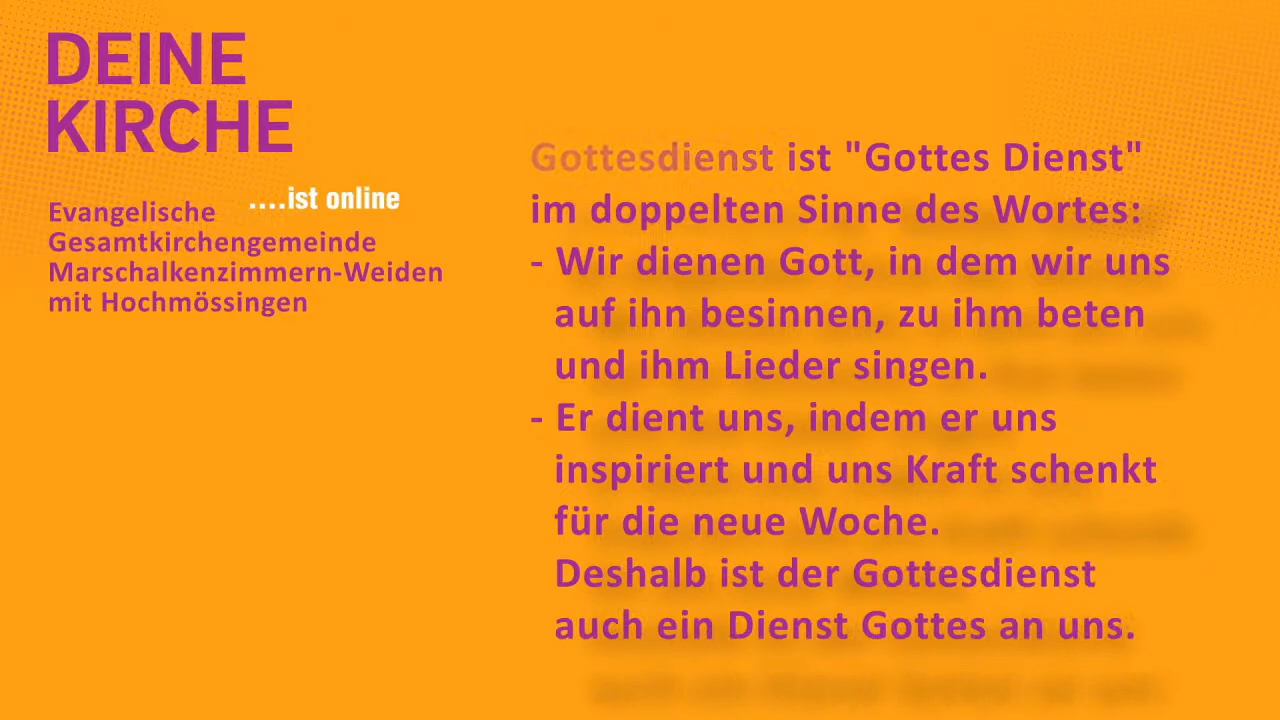 DEINE
KIRCHE
....ist online
Evangelische
Gesamtkirchengemeinde
Marschalkenzimmern-Weiden
mit Hochmössingen
Gottesdienst ist "Gottes Dienst"
im doppelten Sinne des Wortes:
- Wir dienen Gott, in dem wir uns
auf ihn besinnen, zu ihm beten
und ihm Lieder singen.
- Er dient uns, indem er uns
inspiriert und uns Kraft schenkt
für die neue Woche.
Deshalb ist der Gottesdienst
auch ein Dienst Gottes an uns.